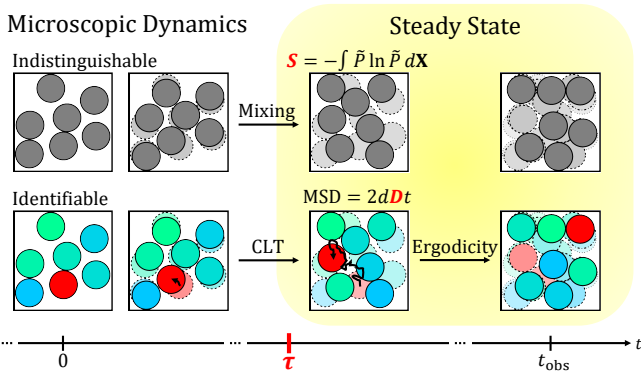 Microscopic Dynamics
Steady State
Indistinguishable
S = −∫ P̃ ln P̃ dX
Mixing
Identifiable
MSD = 2dDt
CLT
Ergodicity
... 0 ... τ ... t_obs t